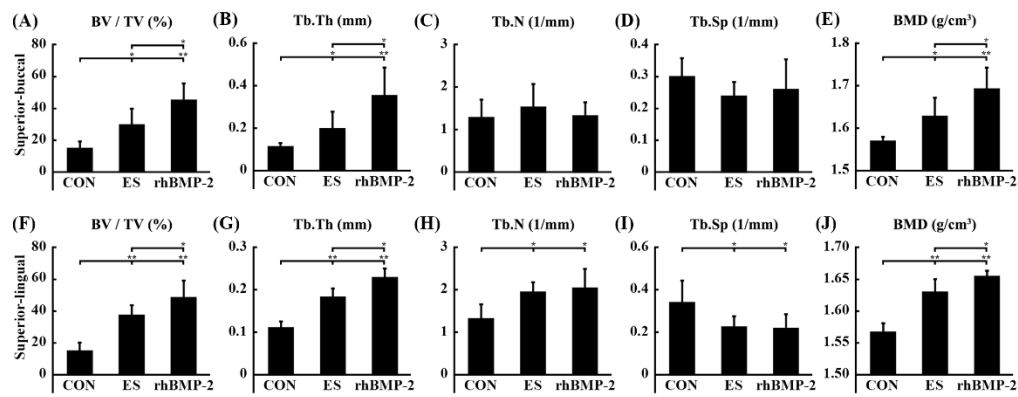 (A) BV / TV (%) (B) Tb.Th (mm) (C) Tb.N (1/mm) (D) Tb.Sp (1/mm) (E) BMD (g/cm³)
Superior-buccal
80 60 40 20 0
* ** *
CON ES rhBMP-2
0.6 0.4 0.2 0
* ** *
CON ES rhBMP-2
3 2 1 0
CON ES rhBMP-2
0.4 0.3 0.2 0.1 0
CON ES rhBMP-2
1.8 1.7 1.6 1.5
* ** *
CON ES rhBMP-2
(F) BV / TV (%) (G) Tb.Th (mm) (H) Tb.N (1/mm) (I) Tb.Sp (1/mm) (J) BMD (g/cm³)
Superior-lingual
80 60 40 20 0
** ** *
CON ES rhBMP-2
0.3 0.2 0.1 0
** ** *
CON ES rhBMP-2
3 2 1 0
* *
CON ES rhBMP-2
0.6 0.4 0.2 0
* *
CON ES rhBMP-2
1.70 1.65 1.60 1.55 1.50
** ** *
CON ES rhBMP-2